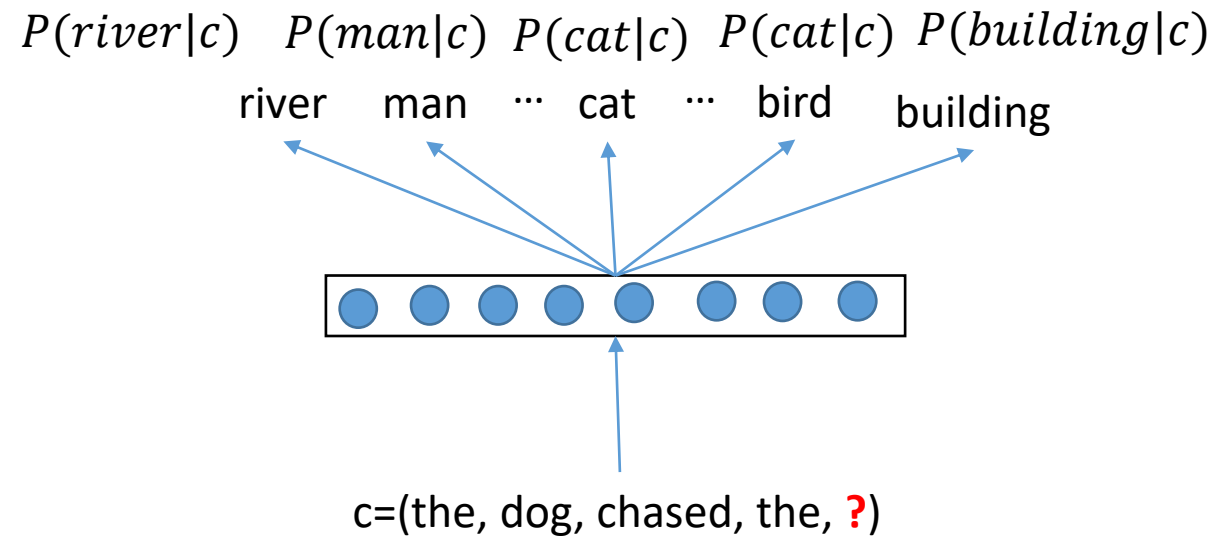 P(river|c) P(man|c) P(cat|c) P(cat|c) P(building|c)
river man ... cat ... bird building
c=(the, dog, chased, the, ?)